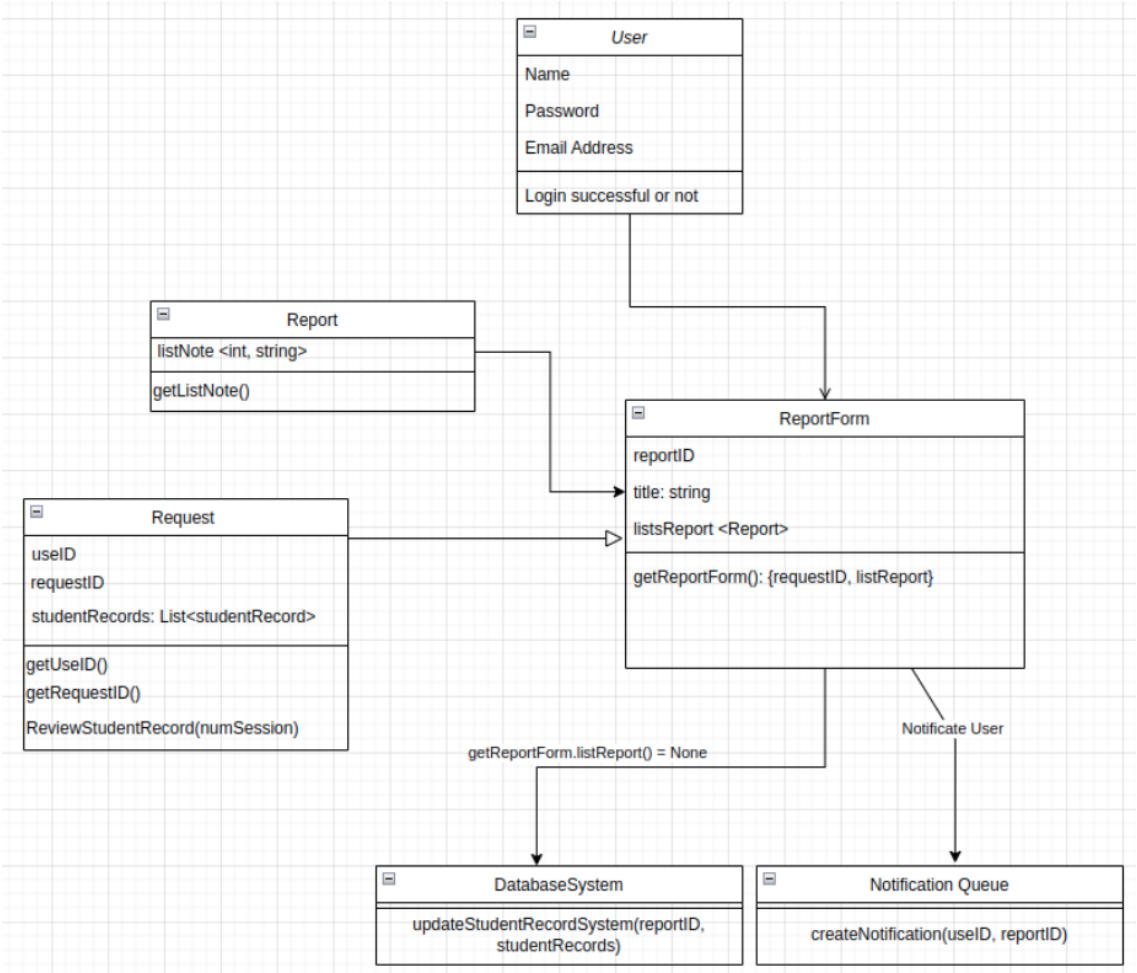 User
Name
Password
Email Address
Login successful or not
Report
listNote <int, string>
getListNote()
ReportForm
reportID
title: string
listsReport <Report>
getReportForm(): {requestID, listReport}
Request
useID
requestID
studentRecords: List<studentRecord>
getUseID()
getRequestID()
ReviewStudentRecord(numSession)
Notificate User
getReportForm.listReport() = None
DatabaseSystem
updateStudentRecordSystem(reportID,
studentRecords)
Notification Queue
createNotification(useID, reportID)